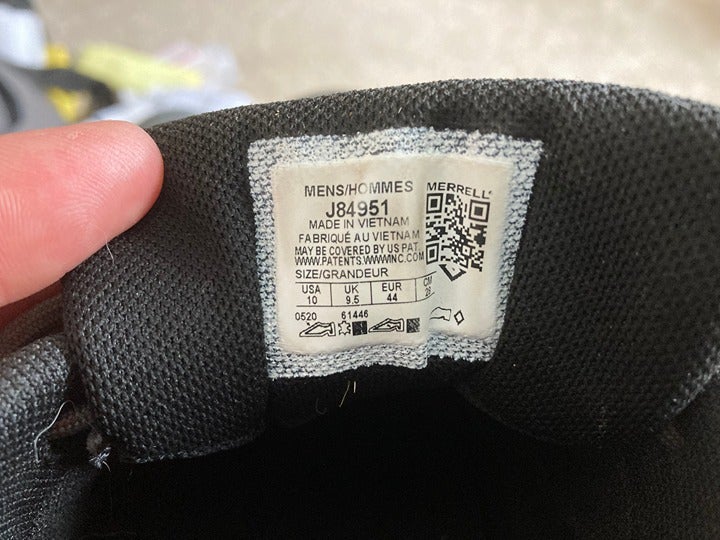 MENS/HOMMES MERRELL®
J84951
MADE IN VIETNAM
FABRIQUÉ AU VIETNAM
MAY BE COVERED BY US PAT.
WWW.PATENTS.WWWINC.COM
SIZE/GRANDEUR
USA UK EUR CM
10 9.5 44 28
0520 61446